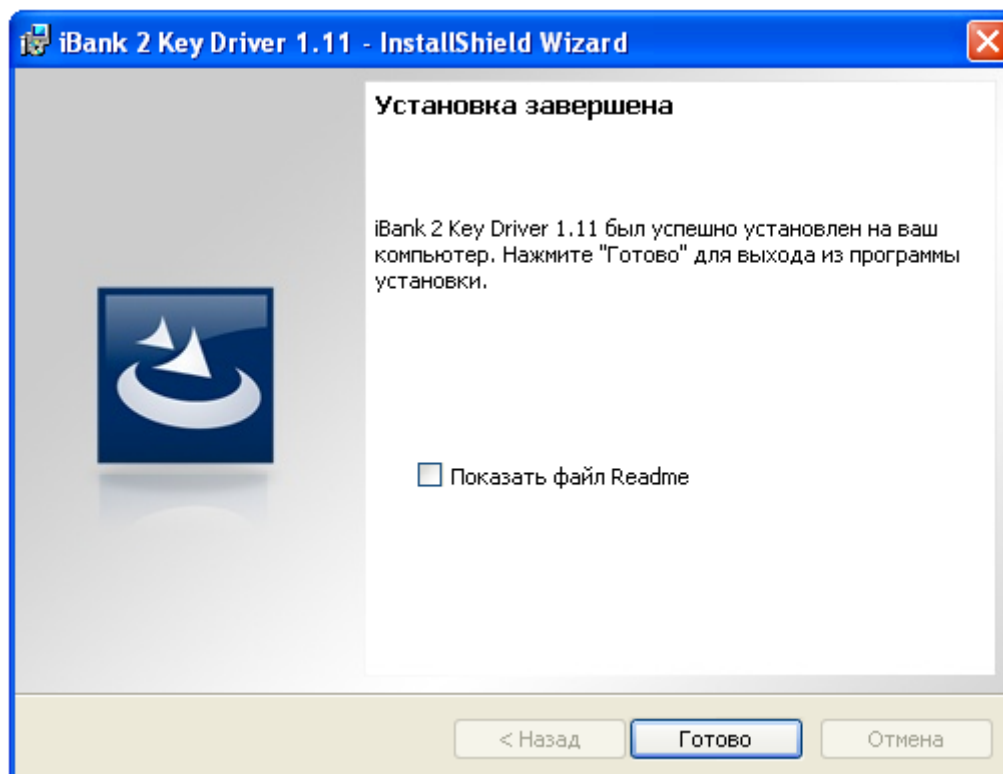 iBank 2 Key Driver 1.11 - InstallShield Wizard
Установка завершена
iBank 2 Key Driver 1.11 был успешно установлен на ваш
компьютер. Нажмите "Готово" для выхода из программы
установки.
Показать файл Readme
< Назад
Готово
Отмена